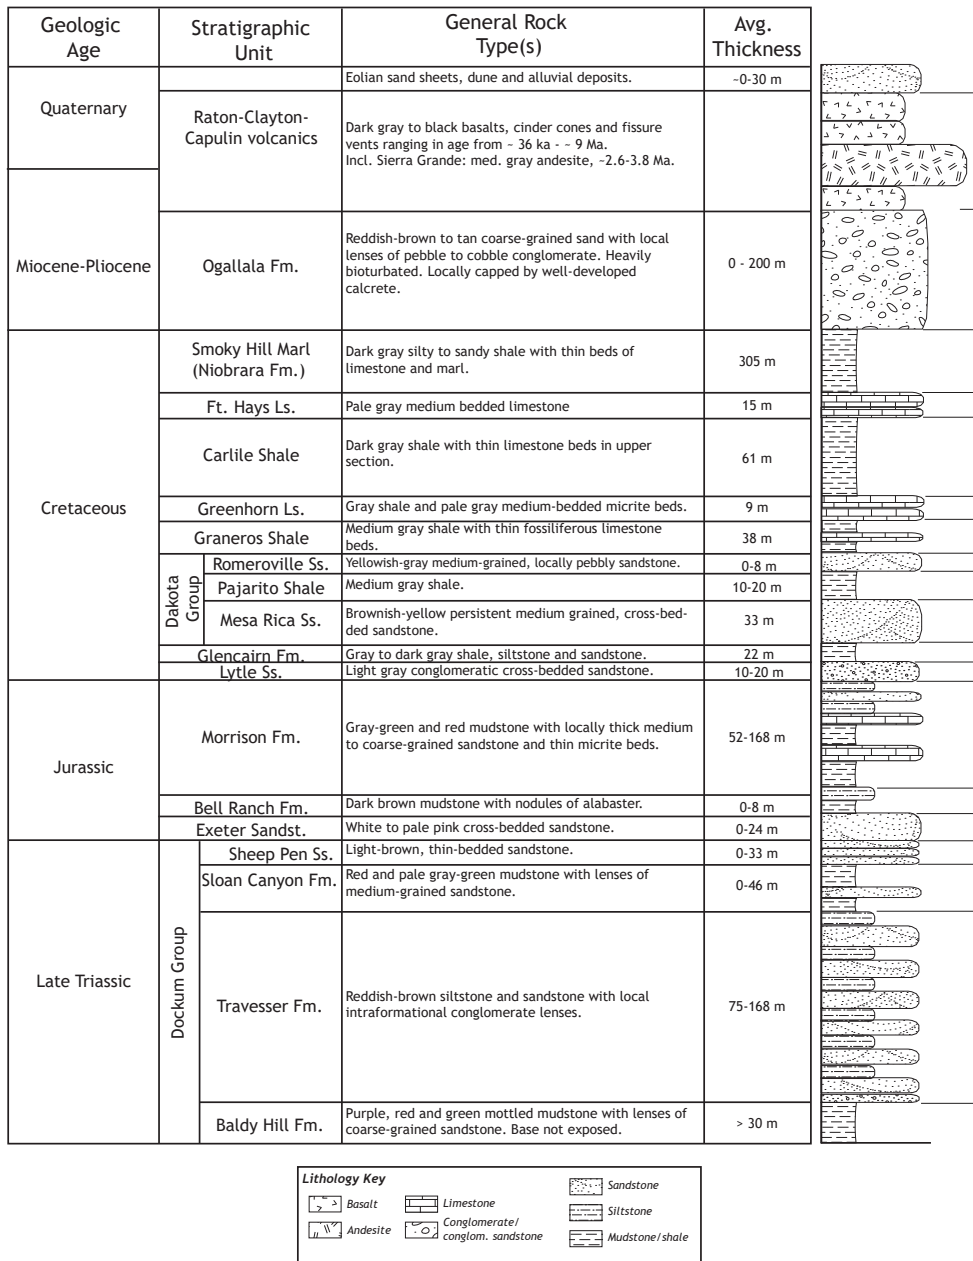 Geologic
Age
Stratigraphic
Unit
General Rock
Type(s)
Avg.
Thickness
Quaternary
Eolian sand sheets, dune and alluvial deposits.
~0-30 m
Raton-Clayton-
Capulin volcanics
Dark gray to black basalts, cinder cones and fissure
vents ranging in age from ~ 36 ka - ~ 9 Ma.
Incl. Sierra Grande: med. gray andesite, ~2.6-3.8 Ma.
Miocene-Pliocene
Ogallala Fm.
Reddish-brown to tan coarse-grained sand with local
lenses of pebble to cobble conglomerate. Heavily
bioturbated. Locally capped by well-developed
calcrete.
0 - 200 m
Cretaceous
Smoky Hill Marl
(Niobrara Fm.)
Dark gray silty to sandy shale with thin beds of
limestone and marl.
305 m
Ft. Hays Ls.
Pale gray medium bedded limestone
15 m
Carlile Shale
Dark gray shale with thin limestone beds in upper
section.
61 m
Greenhorn Ls.
Gray shale and pale gray medium-bedded micrite beds.
9 m
Graneros Shale
Medium gray shale with thin fossiliferous limestone
beds.
38 m
Dakota
Group
Romeroville Ss.
Yellowish-gray medium-grained, locally pebbly sandstone.
0-8 m
Pajarito Shale
Medium gray shale.
10-20 m
Mesa Rica Ss.
Brownish-yellow persistent medium grained, cross-bed-
ded sandstone.
33 m
Glencairn Fm.
Gray to dark gray shale, siltstone and sandstone.
22 m
Lytle Ss.
Light gray conglomeratic cross-bedded sandstone.
10-20 m
Jurassic
Morrison Fm.
Gray-green and red mudstone with locally thick medium
to coarse-grained sandstone and thin micrite beds.
52-168 m
Bell Ranch Fm.
Dark brown mudstone with nodules of alabaster.
0-8 m
Exeter Sandst.
White to pale pink cross-bedded sandstone.
0-24 m
Late Triassic
Dockum Group
Sheep Pen Ss.
Light-brown, thin-bedded sandstone.
0-33 m
Sloan Canyon Fm.
Red and pale gray-green mudstone with lenses of
medium-grained sandstone.
0-46 m
Travesser Fm.
Reddish-brown siltstone and sandstone with local
intraformational conglomerate lenses.
75-168 m
Baldy Hill Fm.
Purple, red and green mottled mudstone with lenses of
coarse-grained sandstone. Base not exposed.
> 30 m
Lithology Key
Basalt
Andesite
Limestone
Conglomerate/
conglom. sandstone
Sandstone
Siltstone
Mudstone/shale